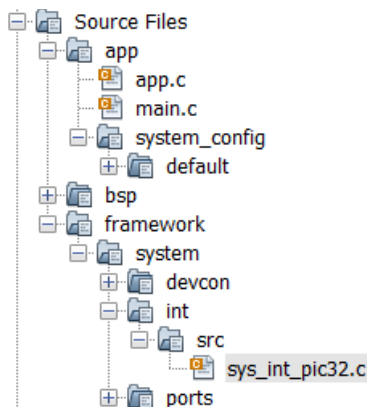 Source Files
app
app.c
main.c
system_config
default
bsp
framework
system
devcon
int
src
sys_int_pic32.c
ports